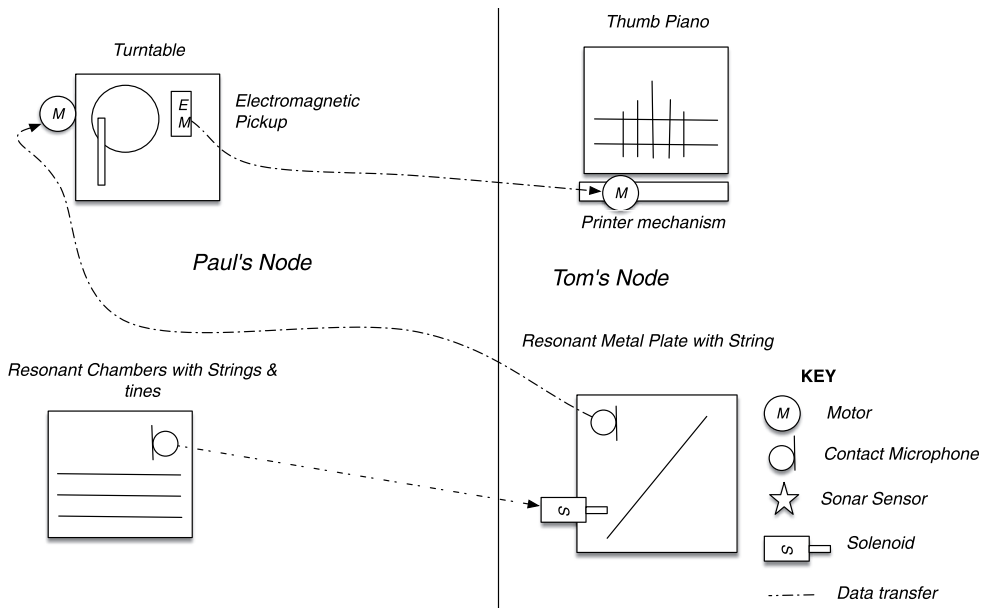 Thumb Piano
Turntable
M
E
M
Electromagnetic
Pickup
M
Printer mechanism
Paul's Node
Tom's Node
Resonant Metal Plate with String
Resonant Chambers with Strings &
tines
KEY
M
Motor
Contact Microphone
Sonar Sensor
S
S
Solenoid
Data transfer